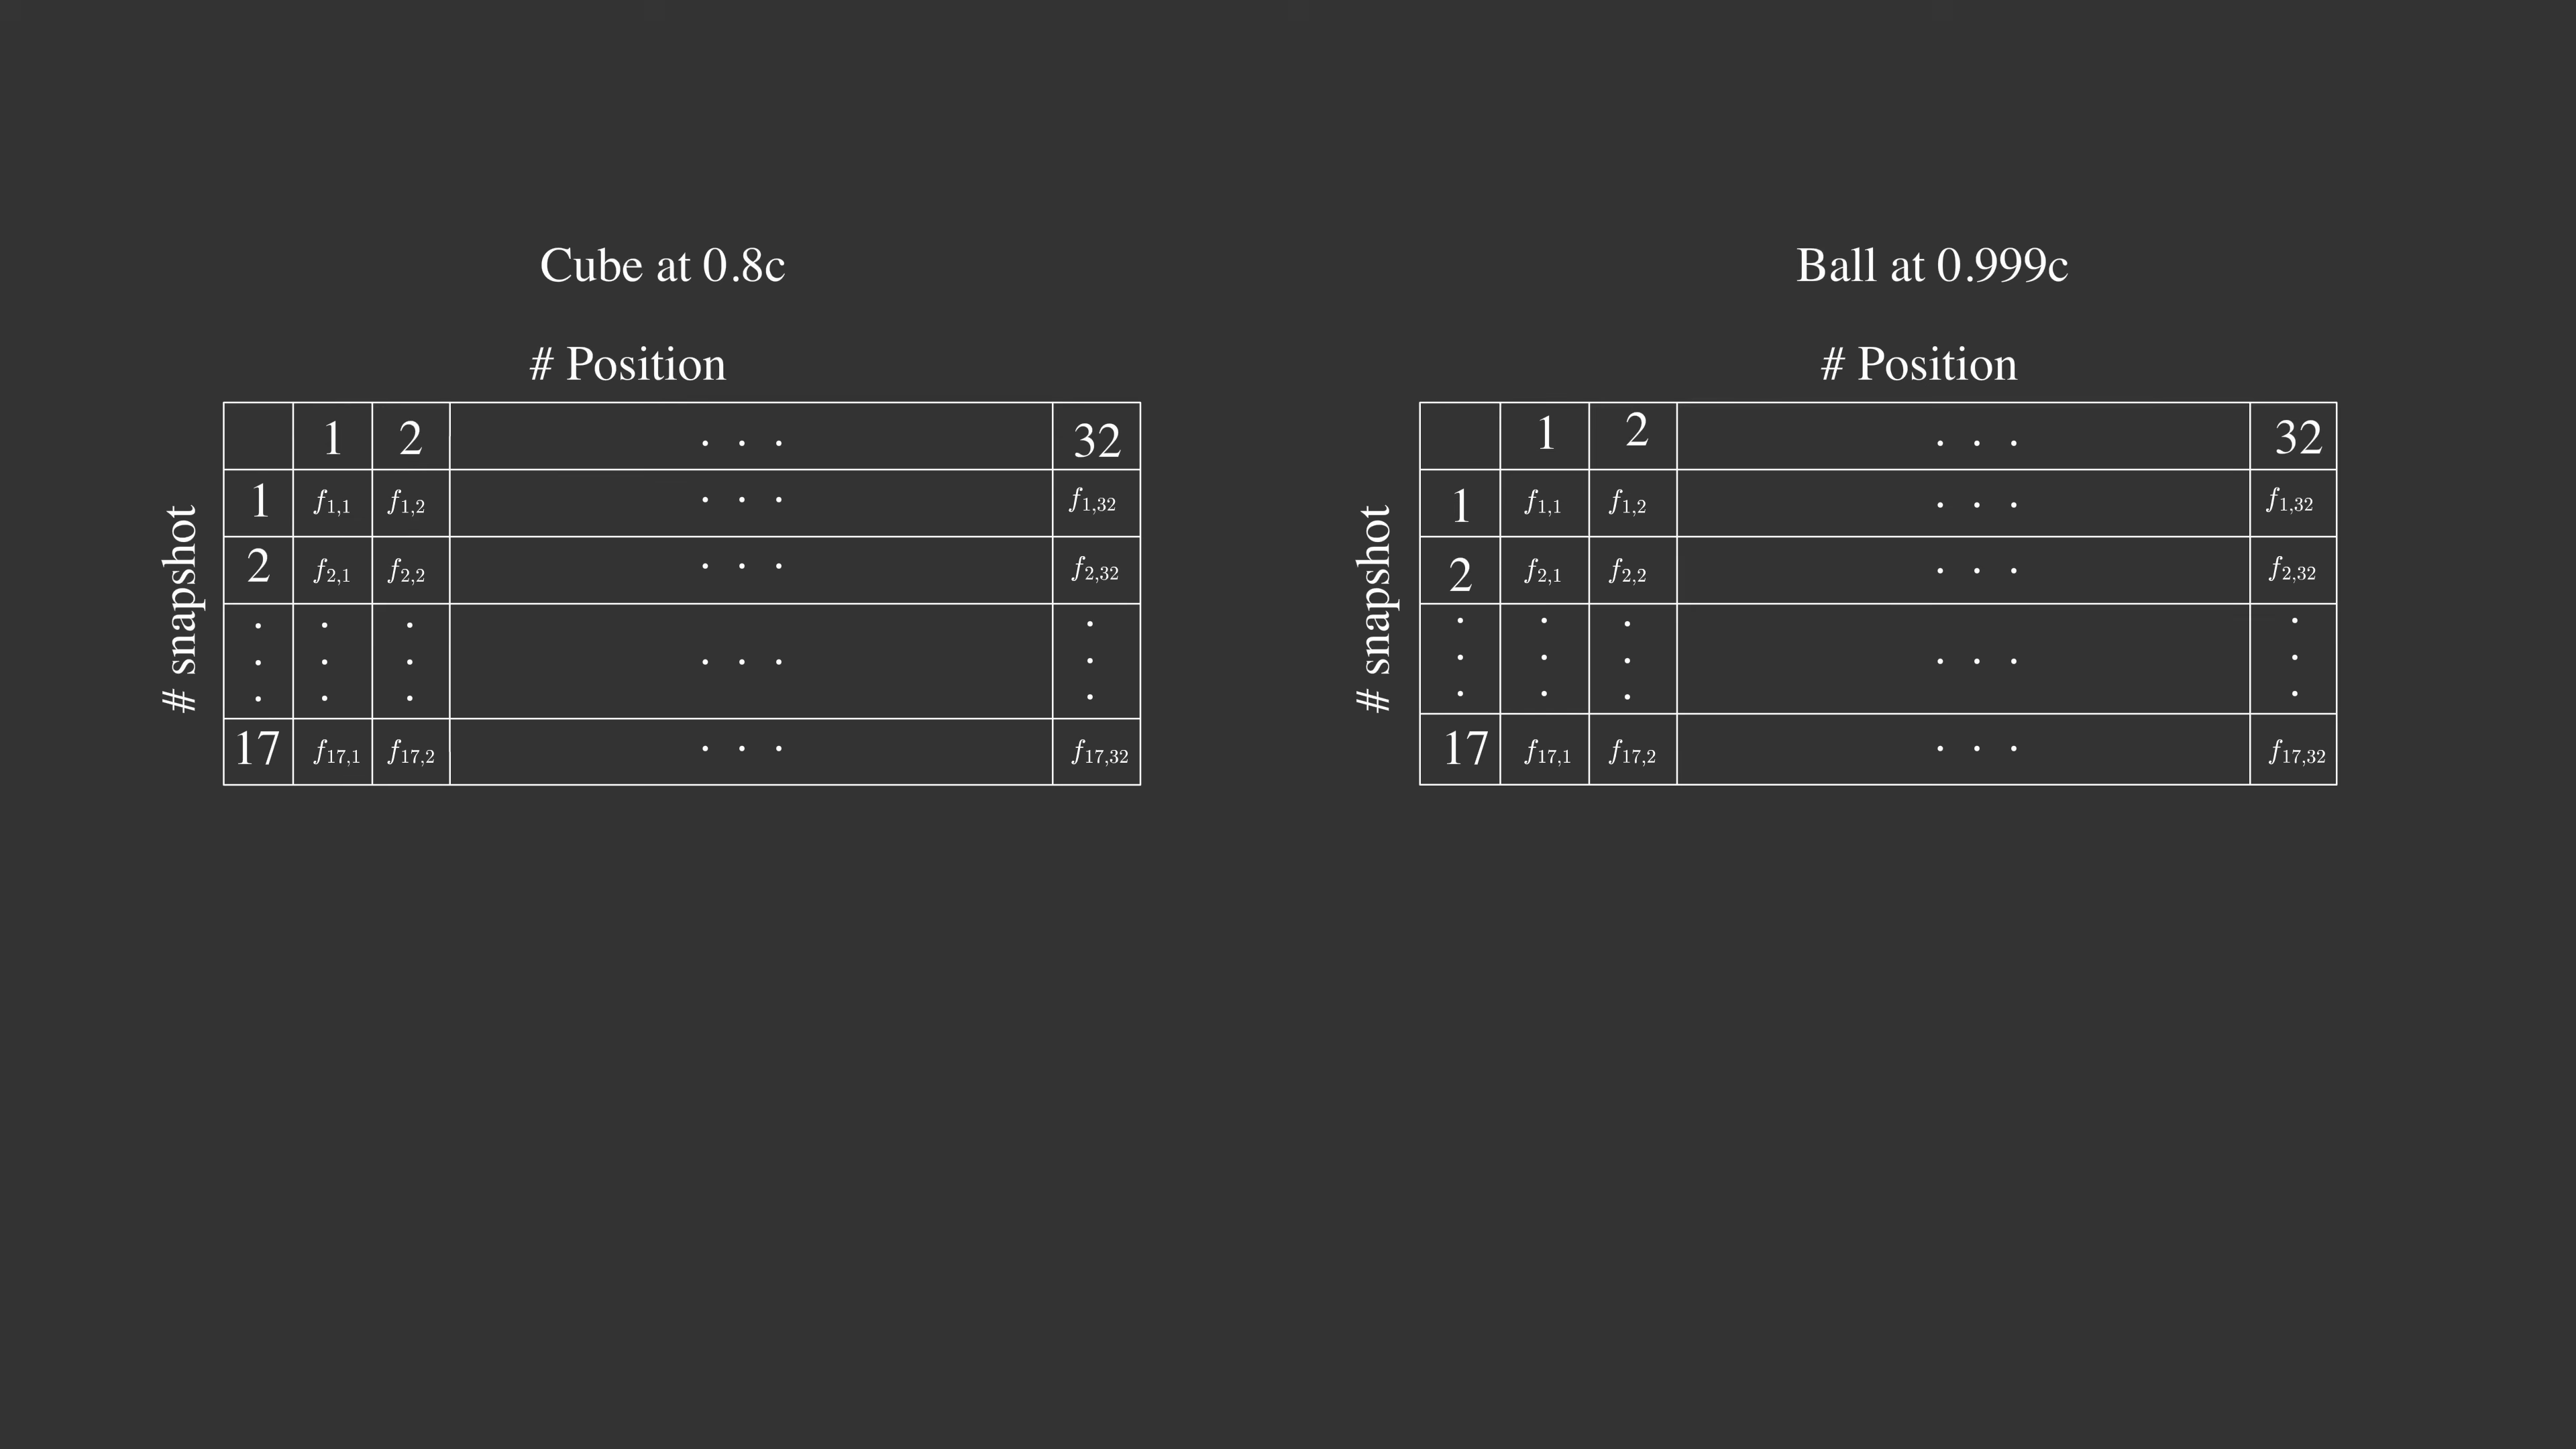 Cube at 0.8c
# Position
# snapshot
1 2 . . . 32
1 f1,1 f1,2 . . . f1,32
2 f2,1 f2,2 . . . f2,32
. . . . . . .
. . . .
. . . .
17 f17,1 f17,2 . . . f17,32
Ball at 0.999c
# Position
# snapshot
1 2 . . . 32
1 f1,1 f1,2 . . . f1,32
2 f2,1 f2,2 . . . f2,32
. . . . . . .
. . . .
. . . .
17 f17,1 f17,2 . . . f17,32